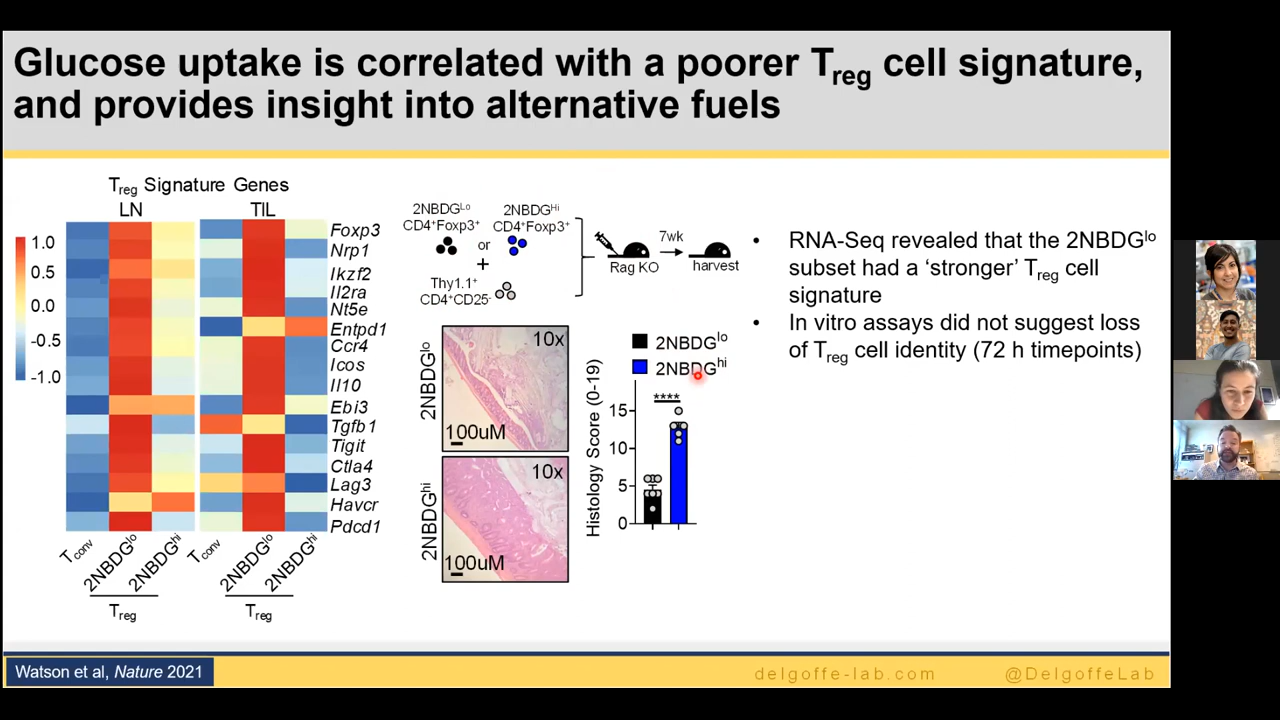 Glucose uptake is correlated with a poorer Treg cell signature,
and provides insight into alternative fuels
Treg Signature Genes
LN
TIL
1.0
0.5
0.0
-0.5
-1.0
Foxp3
Nrp1
Ikzf2
Il2ra
Nt5e
Entpd1
Ccr4
Icos
Il10
Ebi3
Tgfb1
Tigit
Ctla4
Lag3
Havcr
Pdcd1
Tconv
2NBDGlo
2NBDGhi
Tconv
2NBDGlo
2NBDGhi
Treg
Treg
2NBDGLo
CD4+Foxp3+
or
2NBDGHi
CD4+Foxp3+
+
Thy1.1+
CD4+CD25-
Rag KO
7wk
harvest
2NBDGlo
10x
100uM
2NBDGhi
10x
100uM
2NBDGlo
2NBDGhi
Histology Score (0-19)
****
15
10
5
0
• RNA-Seq revealed that the 2NBDGlo
subset had a ‘stronger’ Treg cell
signature
• In vitro assays did not suggest loss
of Treg cell identity (72 h timepoints)
Watson et al, Nature 2021
delgoffe-lab.com
@DelgoffeLab